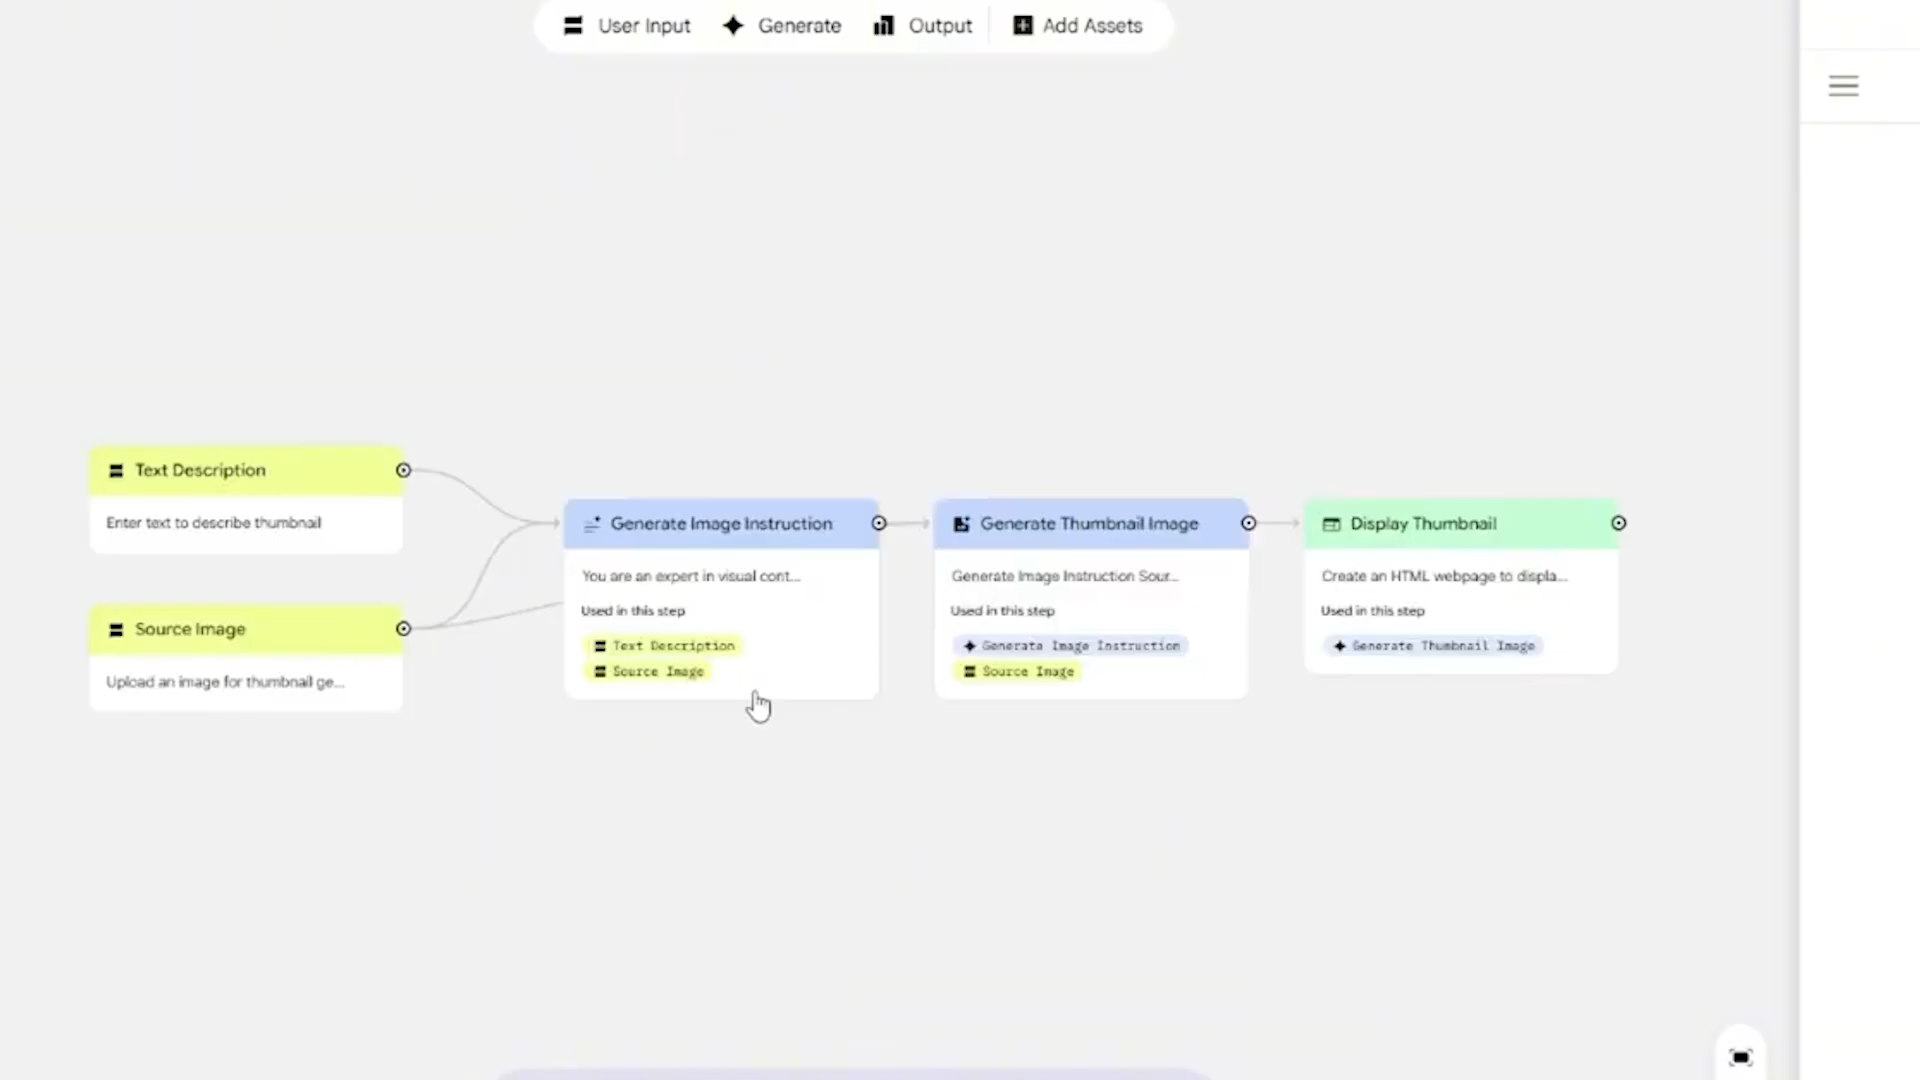 User Input
Generate
Output
Add Assets
Text Description
Enter text to describe thumbnail
Source Image
Upload an image for thumbnail ge...
Generate Image Instruction
You are an expert in visual cont...
Used in this step
Text Description
Source Image
Generate Thumbnail Image
Generate Image Instruction Sour...
Used in this step
Generate Image Instruction
Source Image
Display Thumbnail
Create an HTML webpage to displa...
Used in this step
Generate Thumbnail Image